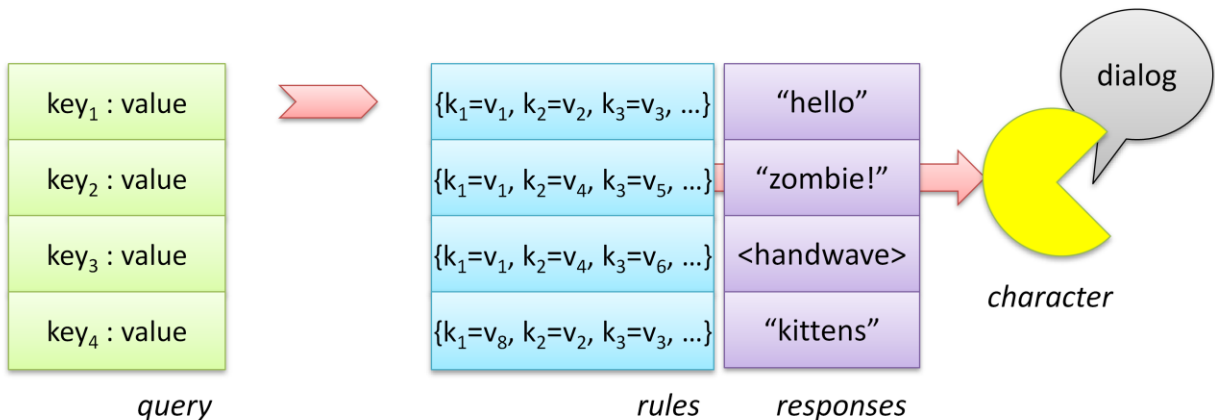 key₁ : value
key₂ : value
key₃ : value
key₄ : value
query
{k₁=v₁, k₂=v₂, k₃=v₃, ...}
{k₁=v₁, k₂=v₄, k₃=v₅, ...}
{k₁=v₁, k₂=v₄, k₃=v₆, ...}
{k₁=v₈, k₂=v₂, k₃=v₃, ...}
rules
“hello”
“zombie!”
<handwave>
“kittens”
responses
dialog
character